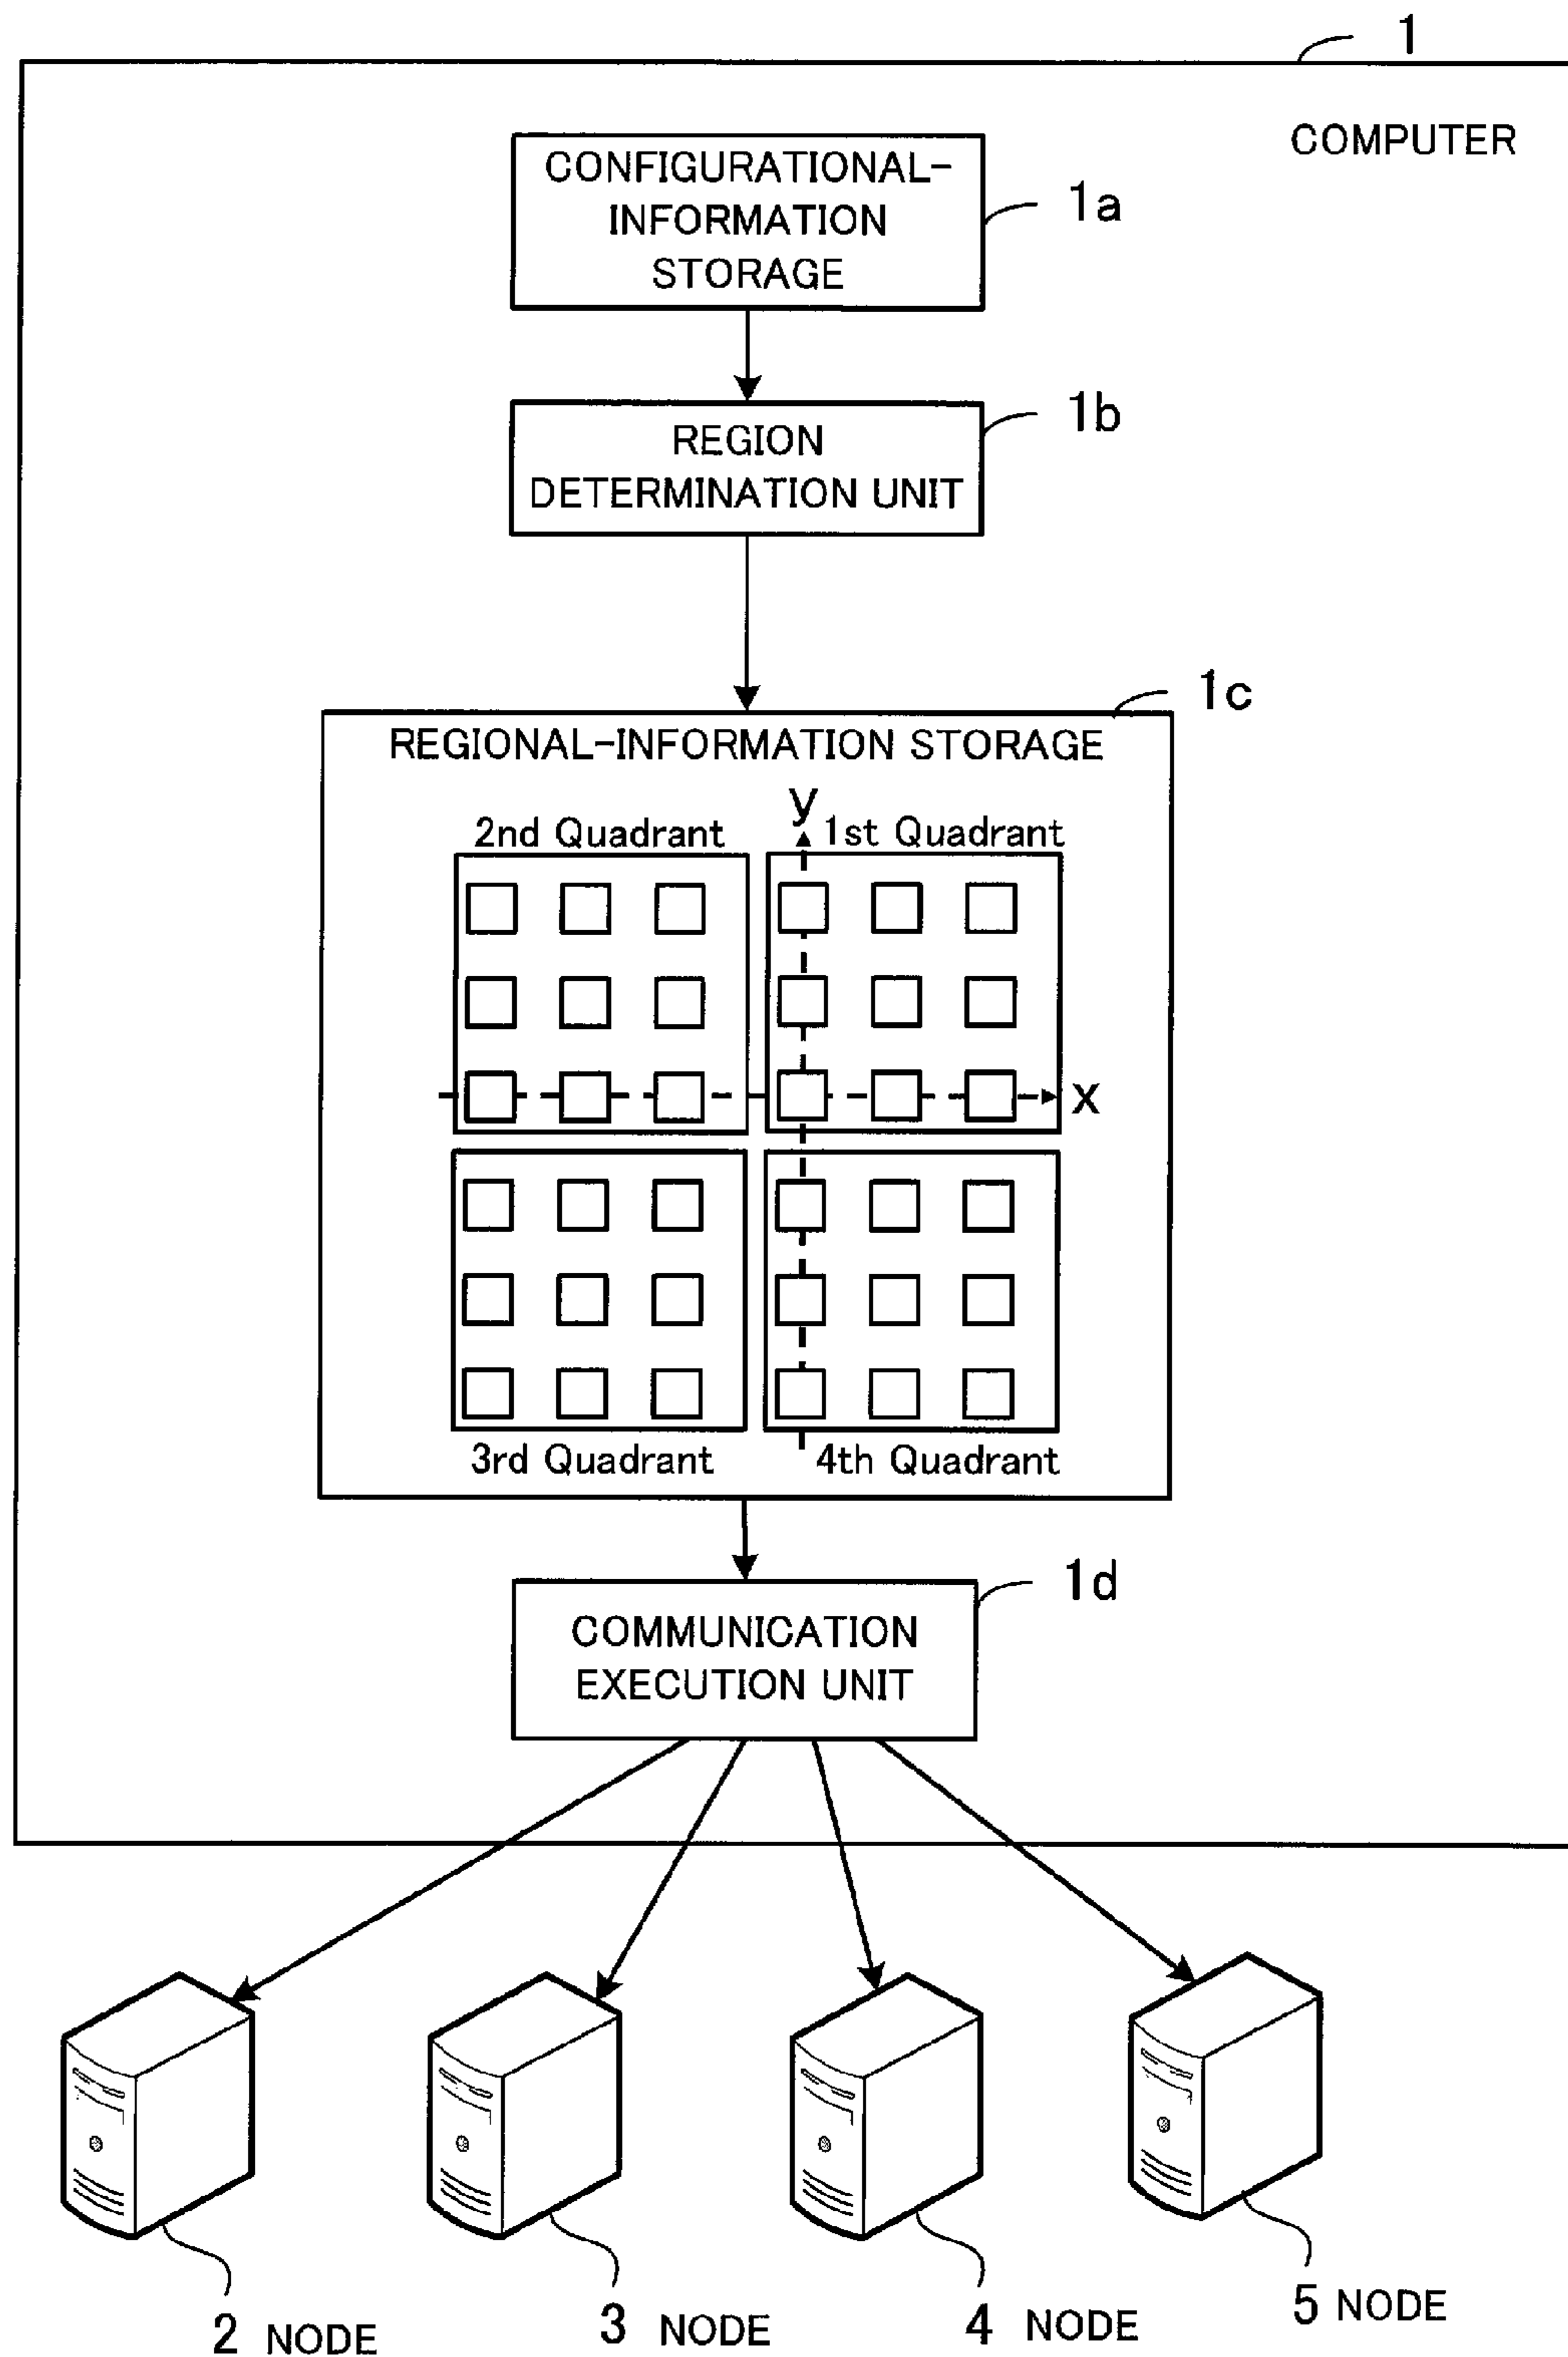 1
COMPUTER
CONFIGURATIONAL-
INFORMATION
STORAGE
1a
REGION
DETERMINATION UNIT
1b
1c
REGIONAL-INFORMATION STORAGE
y
2nd Quadrant
1st Quadrant
x
3rd Quadrant
4th Quadrant
COMMUNICATION
EXECUTION UNIT
1d
2 NODE
3 NODE
4 NODE
5 NODE